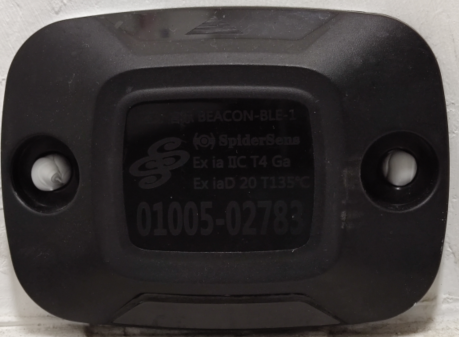 BEACON-BLE-1
(O) SpiderSens
Ex ia IIC T4 Ga
Ex iaD 20 T135℃
01005-02783